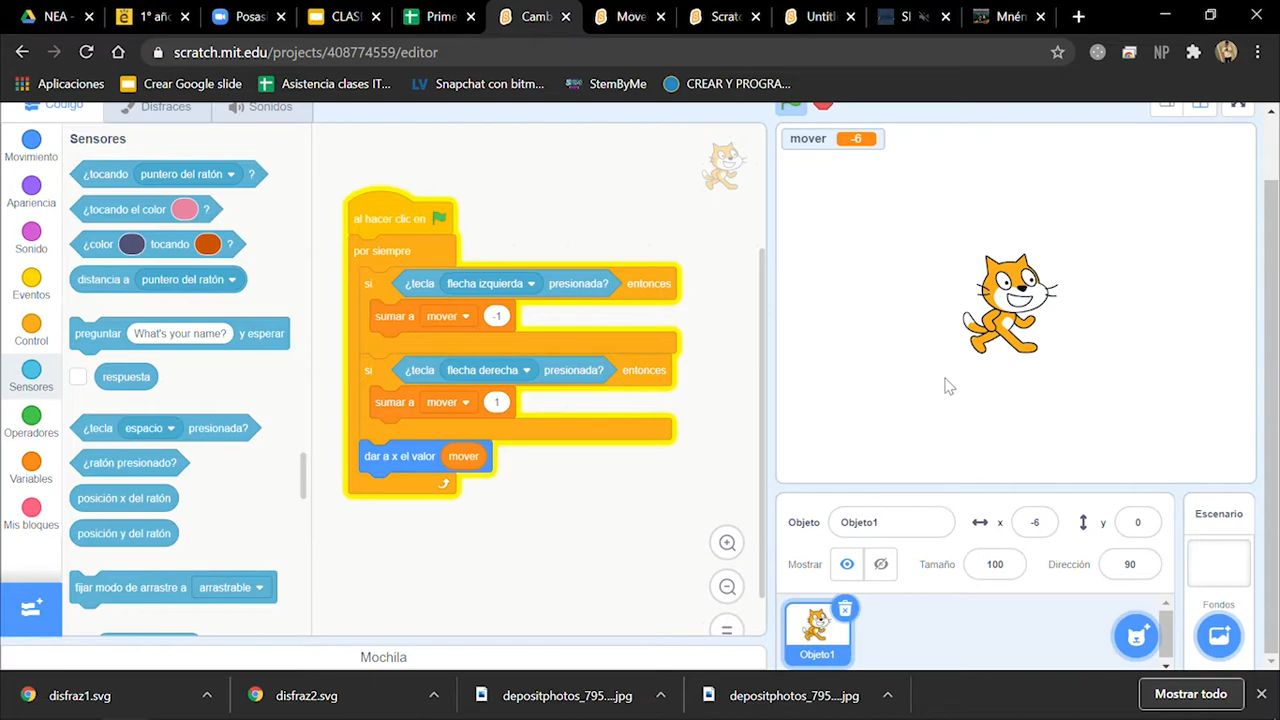 NEA -
1° año
Posas
CLAS
Prime
Camb
Move
Scrat
Untit
SI
Mném
scratch.mit.edu/projects/408774559/editor
NP
Aplicaciones
Crear Google slide
Asistencia clases IT...
LV
Snapchat con bitm...
StemByMe
CREAR Y PROGRA...
Código
Disfraces
Sonidos
Movimiento
Apariencia
Sonido
Eventos
Control
Sensores
Operadores
Variables
Mis bloques
Sensores
¿tocando puntero del ratón ?
¿tocando el color ?
¿color tocando ?
distancia a puntero del ratón
preguntar What's your name? y esperar
respuesta
¿tecla espacio presionada?
¿ratón presionado?
posición x del ratón
posición y del ratón
fijar modo de arrastre a arrastrable
al hacer clic en
por siempre
si ¿tecla flecha izquierda presionada? entonces
sumar a mover -1
si ¿tecla flecha derecha presionada? entonces
sumar a mover 1
dar a x el valor mover
Mochila
mover -6
Objeto Objeto1 x -6 y 0
Mostrar Tamaño 100 Dirección 90
Objeto1
Escenario
Fondos
disfraz1.svg
disfraz2.svg
depositphotos_795....jpg
depositphotos_795....jpg
Mostrar todo